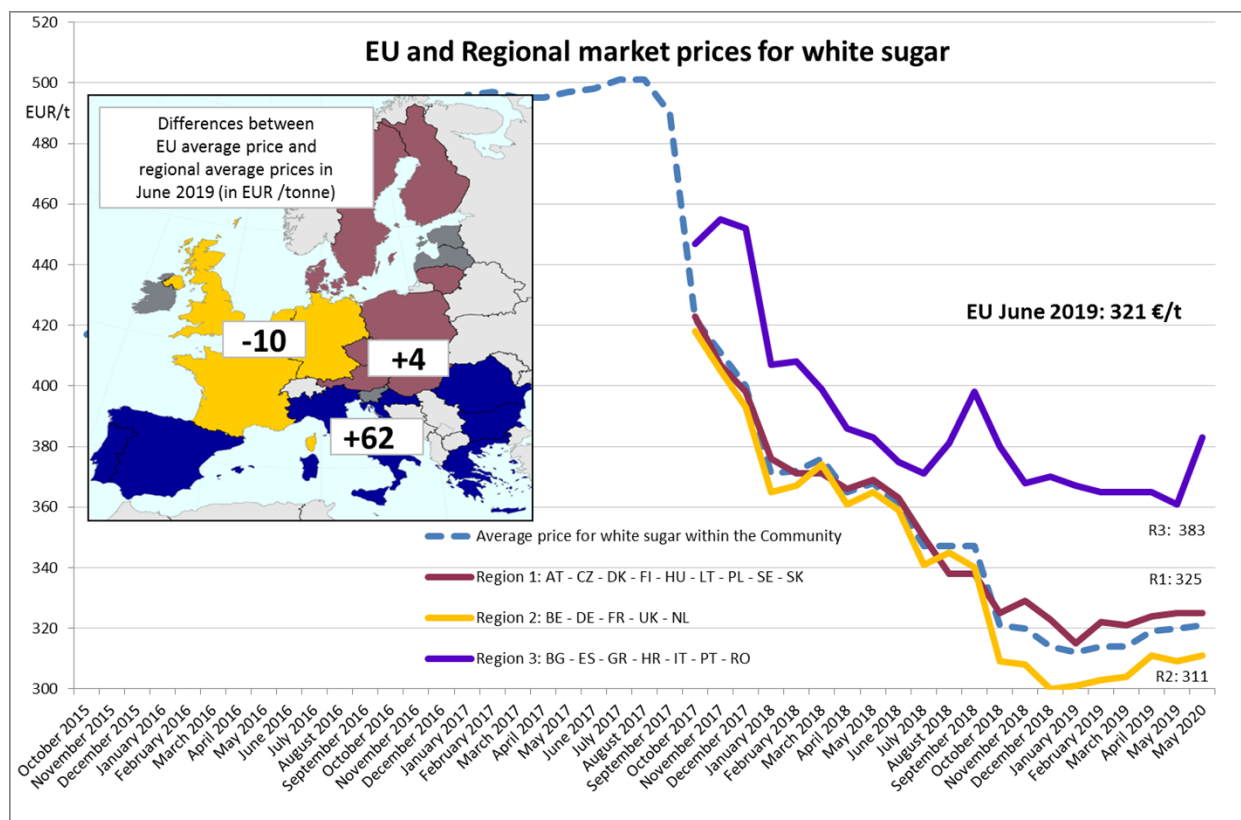 EU and Regional market prices for white sugar
520
500
EUR/t
480
460
440
420
400
380
360
340
320
300
Differences between
EU average price and
regional average prices in
June 2019 (in EUR /tonne)
-10
+4
+62
EU June 2019: 321 €/t
Average price for white sugar within the Community
Region 1: AT - CZ - DK - FI - HU - LT - PL - SE - SK
Region 2: BE - DE - FR - UK - NL
Region 3: BG - ES - GR - HR - IT - PT - RO
R3: 383
R1: 325
R2: 311
October 2015
November 2015
December 2015
January 2016
February 2016
March 2016
April 2016
May 2016
June 2016
July 2016
August 2016
September 2016
October 2016
November 2016
December 2016
January 2017
February 2017
March 2017
April 2017
May 2017
June 2017
July 2017
August 2017
September 2017
October 2017
November 2017
December 2017
January 2018
February 2018
March 2018
April 2018
May 2018
June 2018
July 2018
August 2018
September 2018
October 2018
November 2018
December 2018
January 2019
February 2019
March 2019
April 2019
May 2019
May 2020